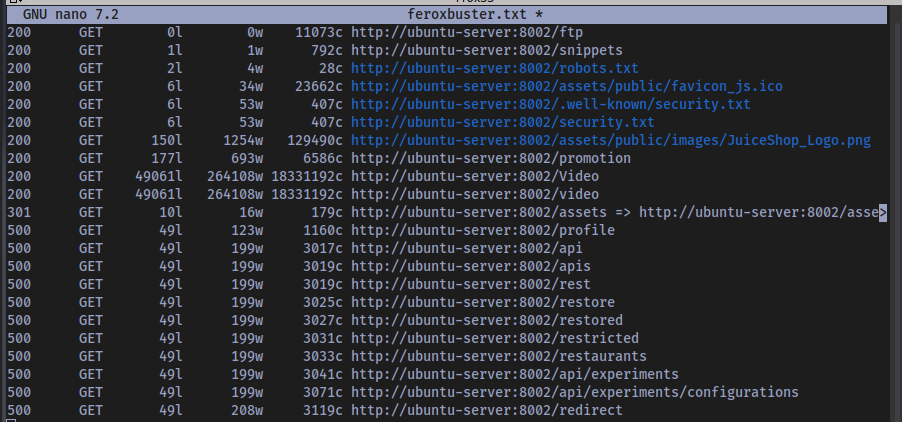 GNU nano 7.2 feroxbuster.txt *
200 GET 0l 0w 11073c http://ubuntu-server:8002/ftp
200 GET 1l 1w 792c http://ubuntu-server:8002/snippets
200 GET 2l 4w 28c http://ubuntu-server:8002/robots.txt
200 GET 6l 34w 23662c http://ubuntu-server:8002/assets/public/favicon_js.ico
200 GET 6l 53w 407c http://ubuntu-server:8002/.well-known/security.txt
200 GET 6l 53w 407c http://ubuntu-server:8002/security.txt
200 GET 150l 1254w 129490c http://ubuntu-server:8002/assets/public/images/JuiceShop_Logo.png
200 GET 177l 693w 6586c http://ubuntu-server:8002/promotion
200 GET 49061l 264108w 18331192c http://ubuntu-server:8002/Video
200 GET 49061l 264108w 18331192c http://ubuntu-server:8002/video
301 GET 10l 16w 179c http://ubuntu-server:8002/assets => http://ubuntu-server:8002/asse>
500 GET 49l 123w 1160c http://ubuntu-server:8002/profile
500 GET 49l 199w 3017c http://ubuntu-server:8002/api
500 GET 49l 199w 3019c http://ubuntu-server:8002/apis
500 GET 49l 199w 3019c http://ubuntu-server:8002/rest
500 GET 49l 199w 3025c http://ubuntu-server:8002/restore
500 GET 49l 199w 3027c http://ubuntu-server:8002/restored
500 GET 49l 199w 3031c http://ubuntu-server:8002/restricted
500 GET 49l 199w 3033c http://ubuntu-server:8002/restaurants
500 GET 49l 199w 3041c http://ubuntu-server:8002/api/experiments
500 GET 49l 199w 3071c http://ubuntu-server:8002/api/experiments/configurations
500 GET 49l 208w 3119c http://ubuntu-server:8002/redirect